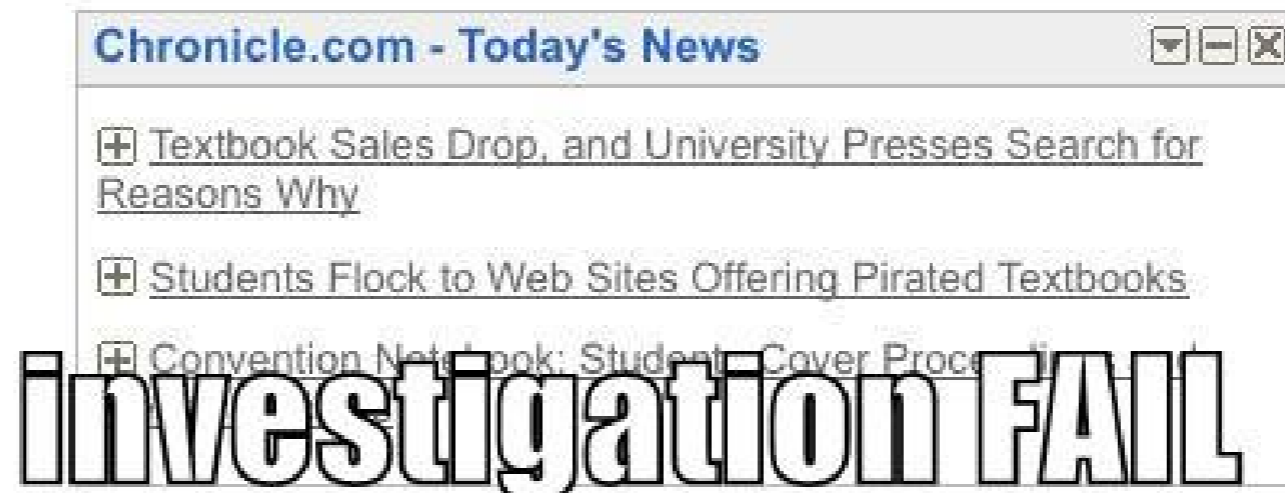 Chronicle.com - Today's News
Textbook Sales Drop, and University Presses Search for
Reasons Why
Students Flock to Web Sites Offering Pirated Textbooks
Convention Notebook: Students Cover
investigation FAIL